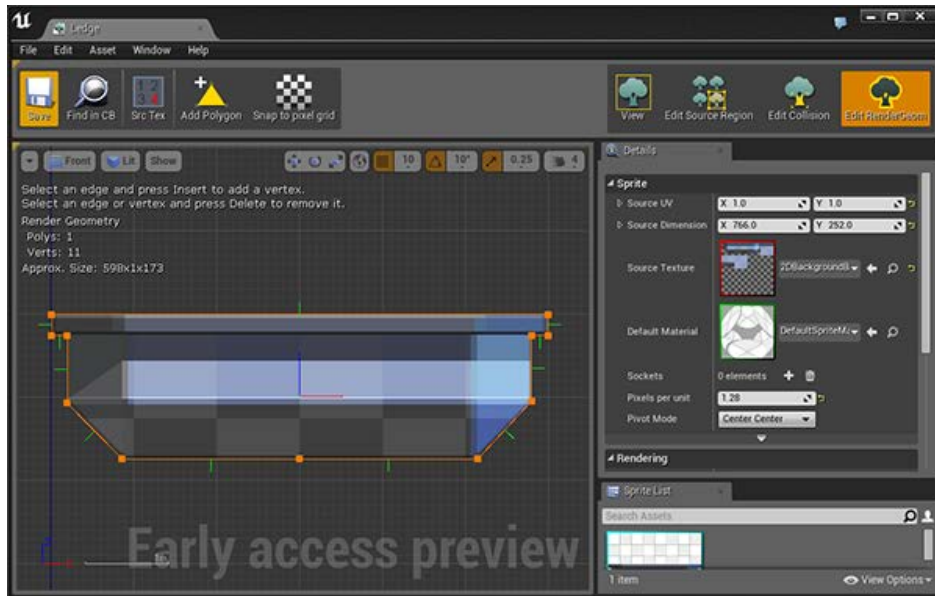 Ledge
File Edit Asset Window Help
Save Find in CB Src Tex Add Polygon Snap to pixel grid View Edit Source Region Edit Collision Edit RenderGeom
Front Lit Show 10 10° 0.25 4
Select an edge and press Insert to add a vertex.
Select an edge or vertex and press Delete to remove it.
Render Geometry
Polys: 1
Verts: 11
Approx. Size: 598x1x173
Early access preview
Details
Sprite
Source UV X 1.0 Y 1.0
Source Dimension X 766.0 Y 252.0
Source Texture 2DBackgroundB
Default Material DefaultSpriteMa
Sockets 0 elements
Pixels per unit 1.28
Pivot Mode Center Center
Rendering
Sprite List
Search Assets
1 item View Options